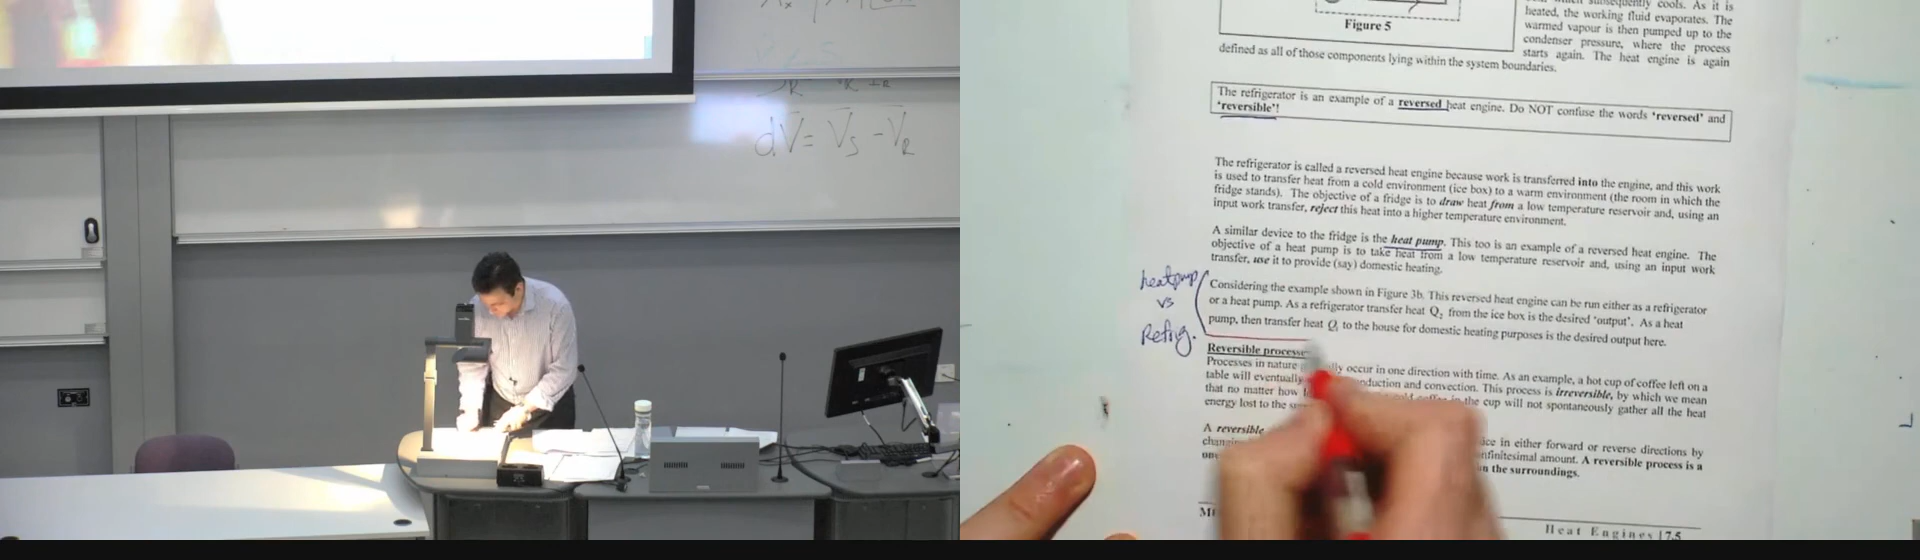 dV = Vs - VR
Figure 5
subsequently cools. As it is
heated, the working fluid evaporates. The
warmed vapour is then pumped up to the
condenser pressure, where the process
starts again. The heat engine is again
defined as all of those components lying within the system boundaries.
The refrigerator is an example of a reversed heat engine. Do NOT confuse the words 'reversed' and
'reversible'!
The refrigerator is called a reversed heat engine because work is transferred into the engine, and this work
is used to transfer heat from a cold environment (ice box) to a warm environment (the room in which the
fridge stands). The objective of a fridge is to draw heat from a low temperature reservoir and, using an
input work transfer, reject this heat into a higher temperature environment.
A similar device to the fridge is the heat pump. This too is an example of a reversed heat engine. The
objective of a heat pump is to take heat from a low temperature reservoir and, using an input work
transfer, use it to provide (say) domestic heating.
heat pump
vs
Refrig.
Considering the example shown in Figure 3b. This reversed heat engine can be run either as a refrigerator
or a heat pump. As a refrigerator transfer heat Q₂ from the ice box is the desired 'output'. As a heat
pump, then transfer heat Q₁ to the house for domestic heating purposes is the desired output here.
Reversible processe
Processes in nature occur in one direction with time. As an example, a hot cup of coffee left on a
table will eventually nduction and convection. This process is irreversible, by which we mean
that no matter how the cup will not spontaneously gather all the heat
energy lost to the
A reversible ice in either forward or reverse directions by
nfinitesimal amount. A reversible process is a
n the surroundings.
Heat Engines | 7.5